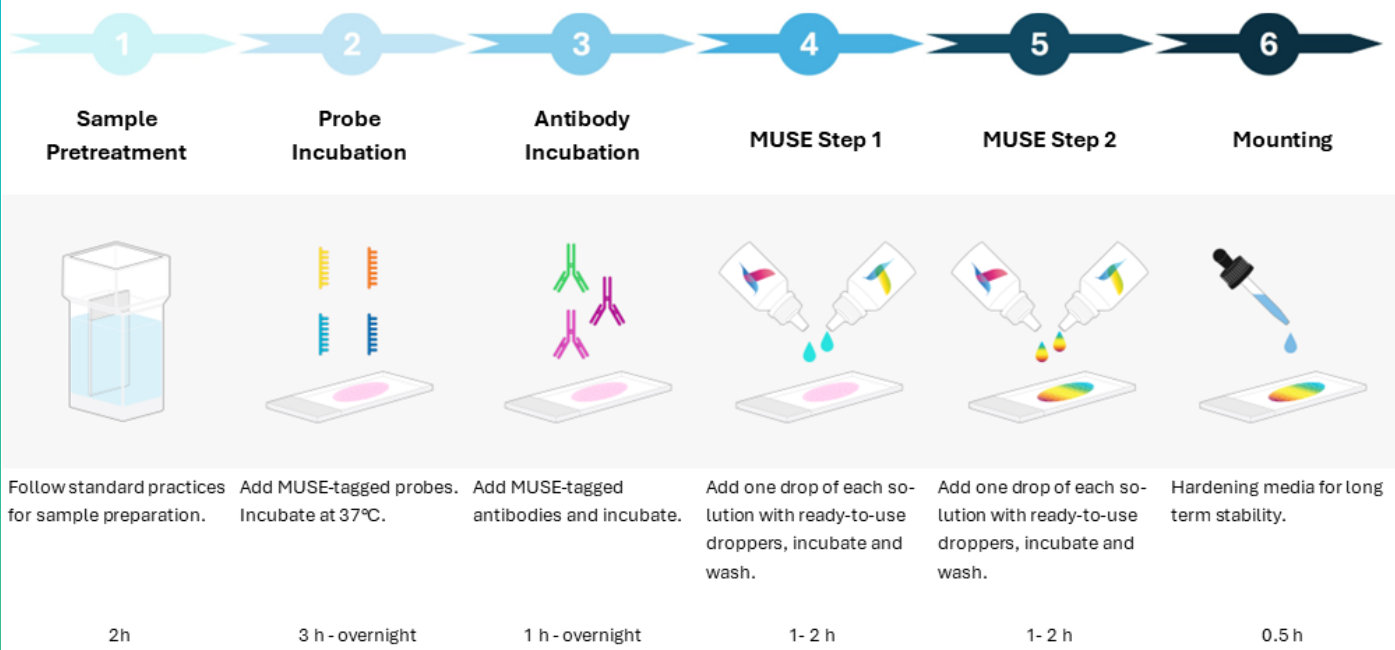 1
2
3
4
5
6
Sample
Pretreatment
Probe
Incubation
Antibody
Incubation
MUSE Step 1
MUSE Step 2
Mounting
Follow standard practices
for sample preparation.
Add MUSE-tagged probes.
Incubate at 37°C.
Add MUSE-tagged
antibodies and incubate.
Add one drop of each so-
lution with ready-to-use
droppers, incubate and
wash.
Add one drop of each so-
lution with ready-to-use
droppers, incubate and
wash.
Hardening media for long
term stability.
2h
3 h - overnight
1 h - overnight
1- 2 h
1- 2 h
0.5 h